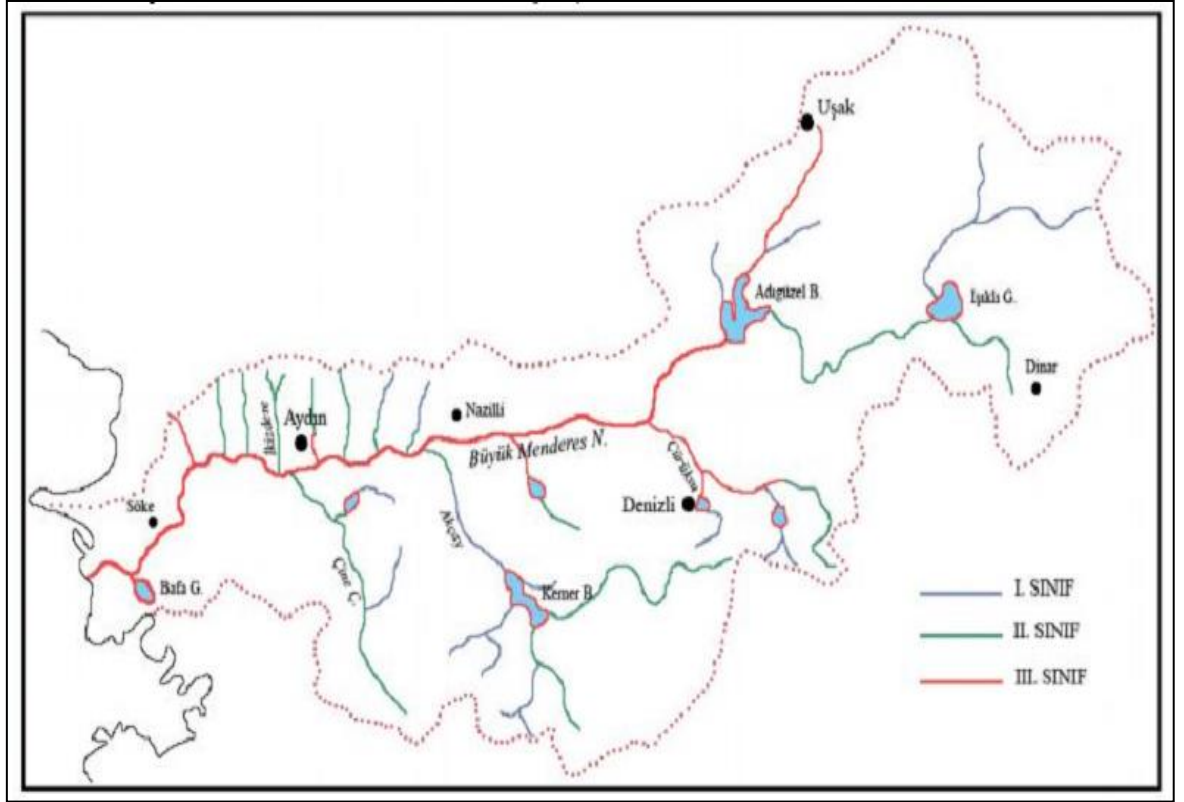 Uşak
Adıgüzel B.
Işıklı G.
Dinar
Nazilli
Aydın
İkizdere
Büyük Menderes N.
Çürüksu
Denizli
Söke
Akçay
Bafa G.
Çine Ç.
Kemer B.
I. SINIF
II. SINIF
III. SINIF